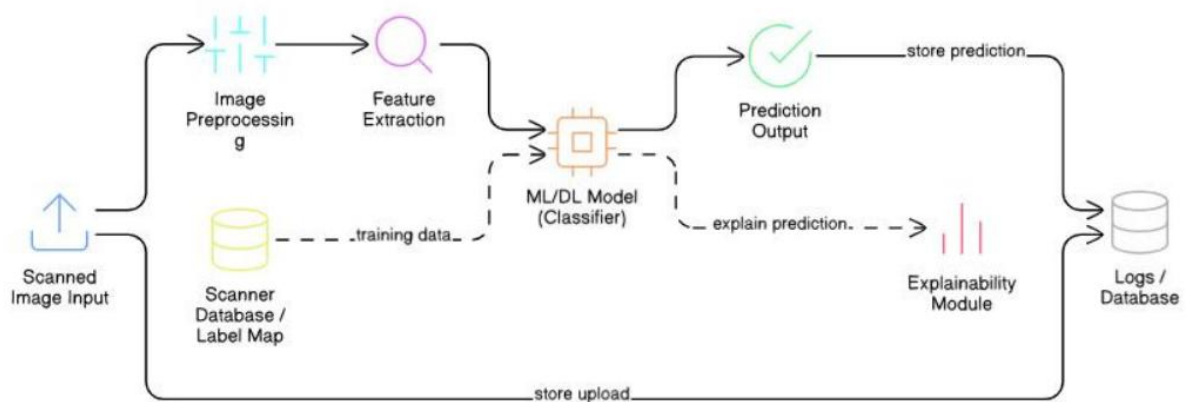 store prediction
Image
Preprocessin
g
Feature
Extraction
Prediction
Output
ML/DL Model
(Classifier)
training data
explain prediction
Scanned
Image Input
Scanner
Database /
Label Map
Explainability
Module
Logs /
Database
store upload